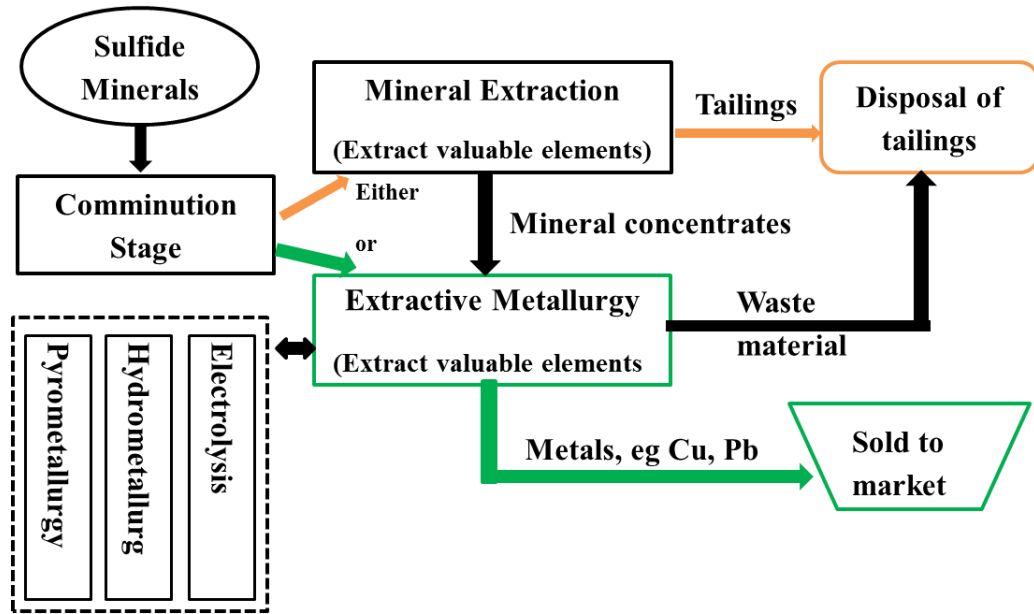 Sulfide
Minerals
Comminution
Stage
Either
or
Mineral Extraction
(Extract valuable elements)
Tailings
Disposal of
tailings
Mineral concentrates
Extractive Metallurgy
(Extract valuable elements
Waste
material
Pyrometallurgy
Hydrometallurg
Electrolysis
Metals, eg Cu, Pb
Sold to
market